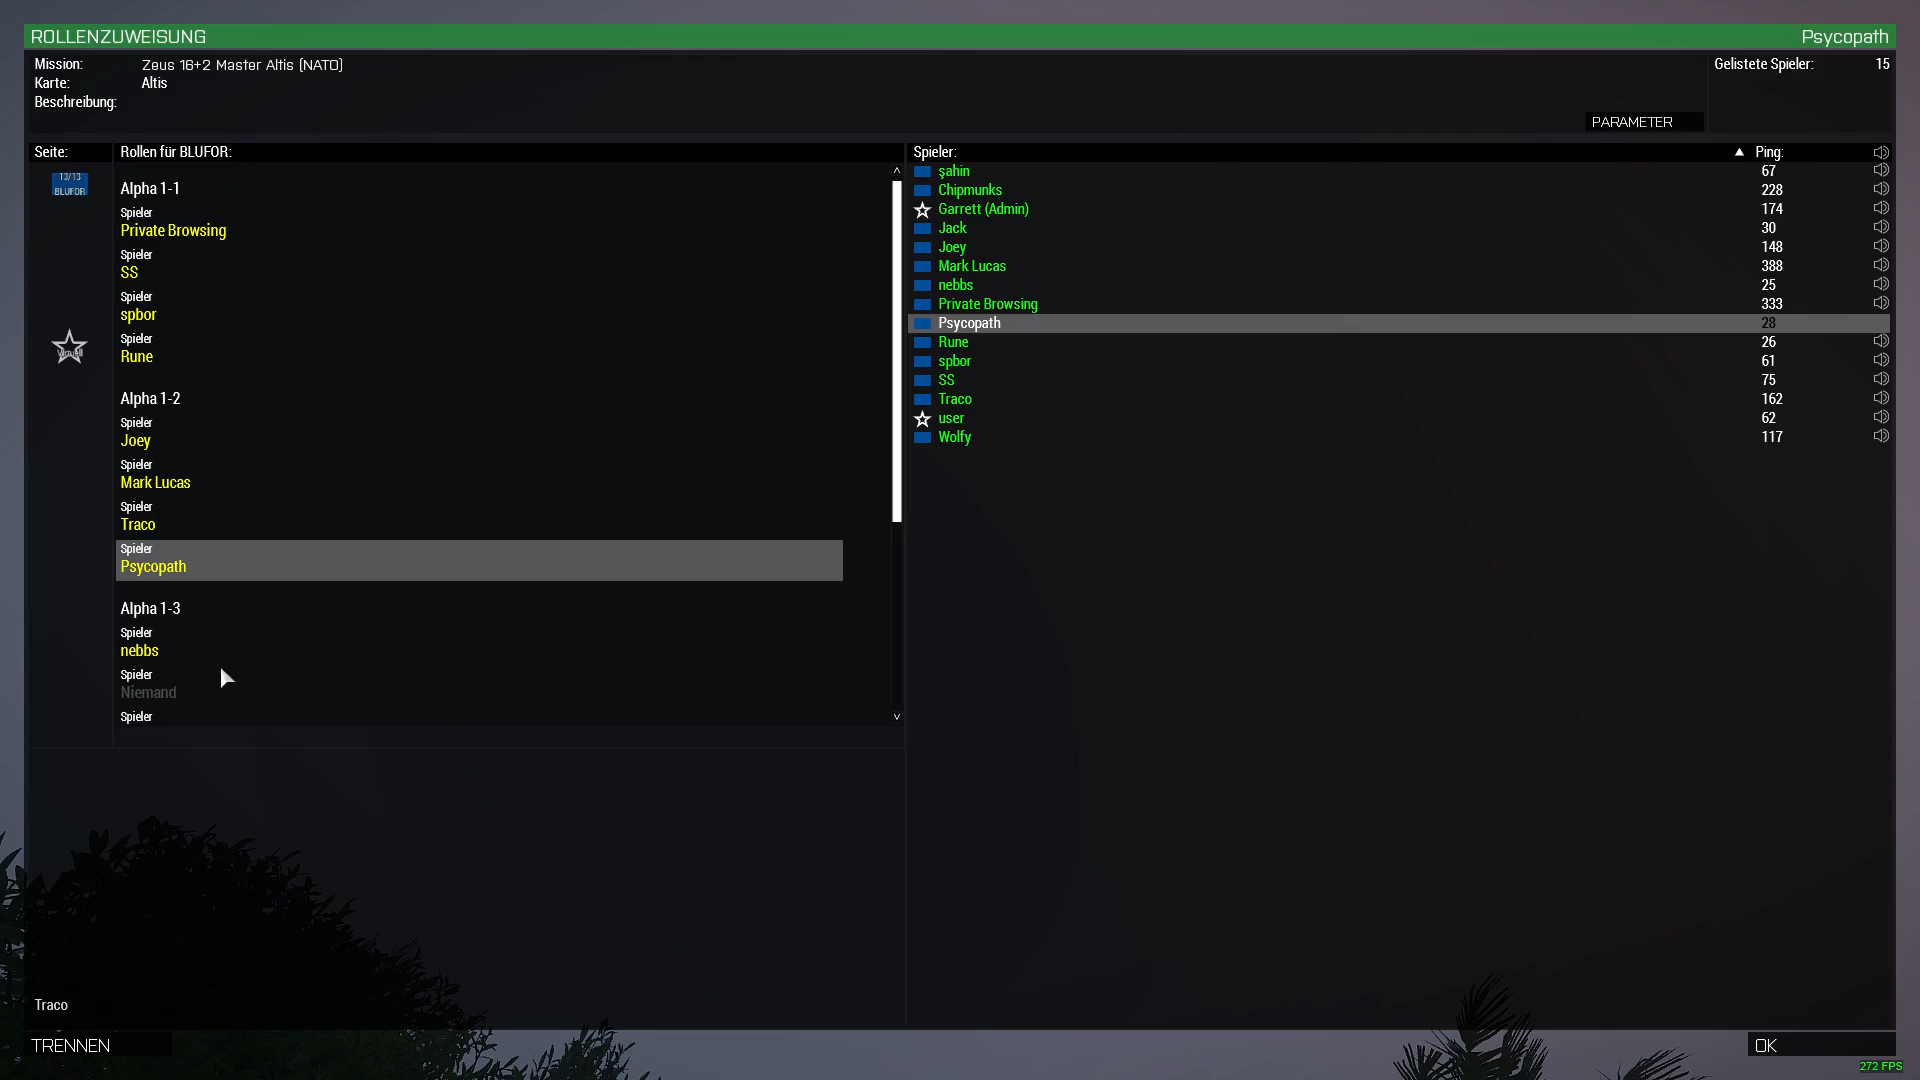 ROLLENZUWEISUNG
Psycopath
Mission: Zeus 16+2 Master Altis (NATO)
Gelistete Spieler: 15
Karte: Altis
Beschreibung:
PARAMETER
Seite:
13/13
BLUFOR
Virtuell
Rollen für BLUFOR:
Alpha 1-1
Spieler
Private Browsing
Spieler
SS
Spieler
spbor
Spieler
Rune
Alpha 1-2
Spieler
Joey
Spieler
Mark Lucas
Spieler
Traco
Spieler
Psycopath
Alpha 1-3
Spieler
nebbs
Spieler
Niemand
Spieler
Spieler: Ping:
şahin 67
Chipmunks 228
Garrett (Admin) 174
Jack 30
Joey 148
Mark Lucas 388
nebbs 25
Private Browsing 333
Psycopath 28
Rune 26
spbor 61
SS 75
Traco 162
user 62
Wolfy 117
Traco
TRENNEN
OK
272 FPS